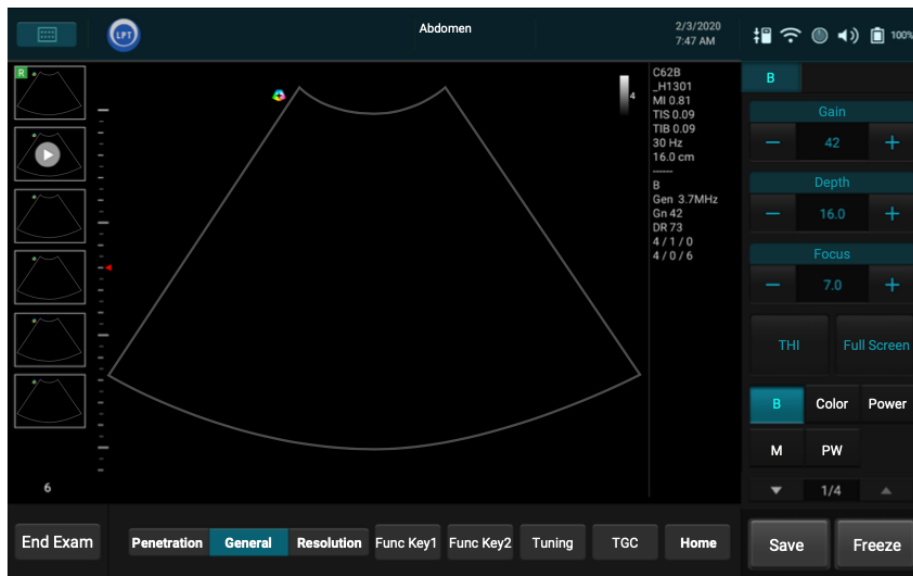 LPT
Abdomen
2/3/2020
7:47 AM
100%
R
4
C62B
_H1301
MI 0.81
TIS 0.09
TIB 0.09
30 Hz
16.0 cm
------
B
Gen 3.7MHz
Gn 42
DR 73
4 / 1 / 0
4 / 0 / 6
6
B
Gain
— 42 +
Depth
— 16.0 +
Focus
— 7.0 +
THI Full Screen
B Color Power
M PW
1/4
End Exam Penetration General Resolution Func Key1 Func Key2 Tuning TGC Home Save Freeze